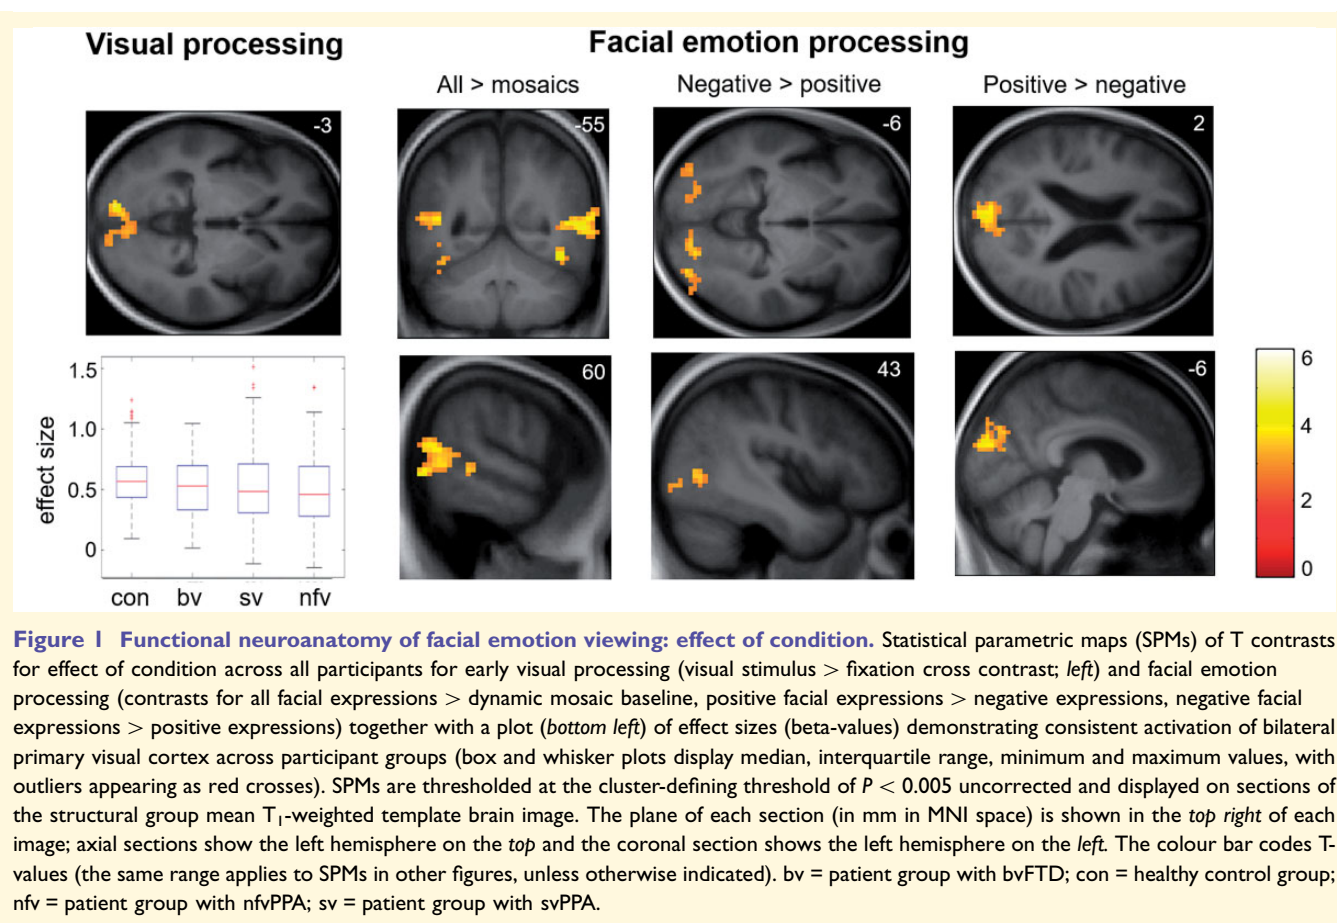 Visual processing
Facial emotion processing
All > mosaics
Negative > positive
Positive > negative
-3
-55
-6
2
60
43
-6
1.5
1.0
0.5
0
effect size
con bv sv nfv
6
4
2
0
Figure 1 Functional neuroanatomy of facial emotion viewing: effect of condition. Statistical parametric maps (SPMs) of T contrasts
for effect of condition across all participants for early visual processing (visual stimulus > fixation cross contrast; left) and facial emotion
processing (contrasts for all facial expressions > dynamic mosaic baseline, positive facial expressions > negative expressions, negative facial
expressions > positive expressions) together with a plot (bottom left) of effect sizes (beta-values) demonstrating consistent activation of bilateral
primary visual cortex across participant groups (box and whisker plots display median, interquartile range, minimum and maximum values, with
outliers appearing as red crosses). SPMs are thresholded at the cluster-defining threshold of P < 0.005 uncorrected and displayed on sections of
the structural group mean T₁-weighted template brain image. The plane of each section (in mm in MNI space) is shown in the top right of each
image; axial sections show the left hemisphere on the top and the coronal section shows the left hemisphere on the left. The colour bar codes T-
values (the same range applies to SPMs in other figures, unless otherwise indicated). bv = patient group with bvFTD; con = healthy control group;
nfv = patient group with nfvPPA; sv = patient group with svPPA.